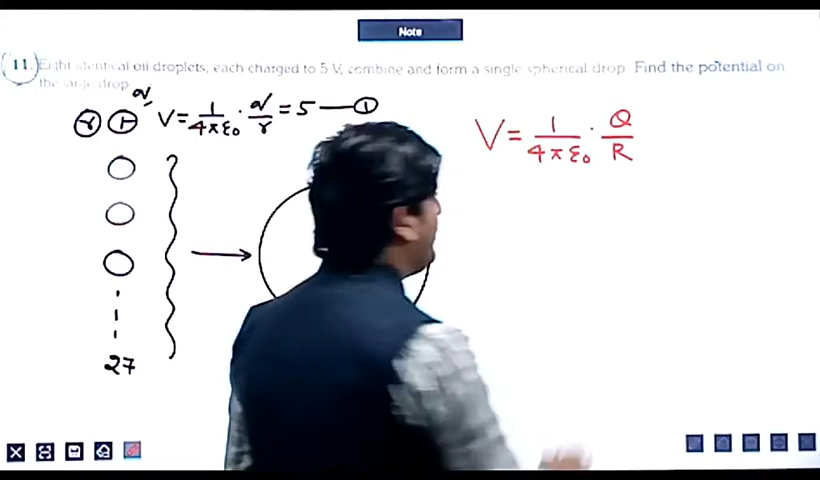 Note
11. Eight identical oil droplets, each charged to 5 V, combine and form a single spherical drop. Find the potential on
the large drop.
r r q V = 1/4πε₀ · q/r = 5 — ①
V = 1/4πε₀ · Q/R
27